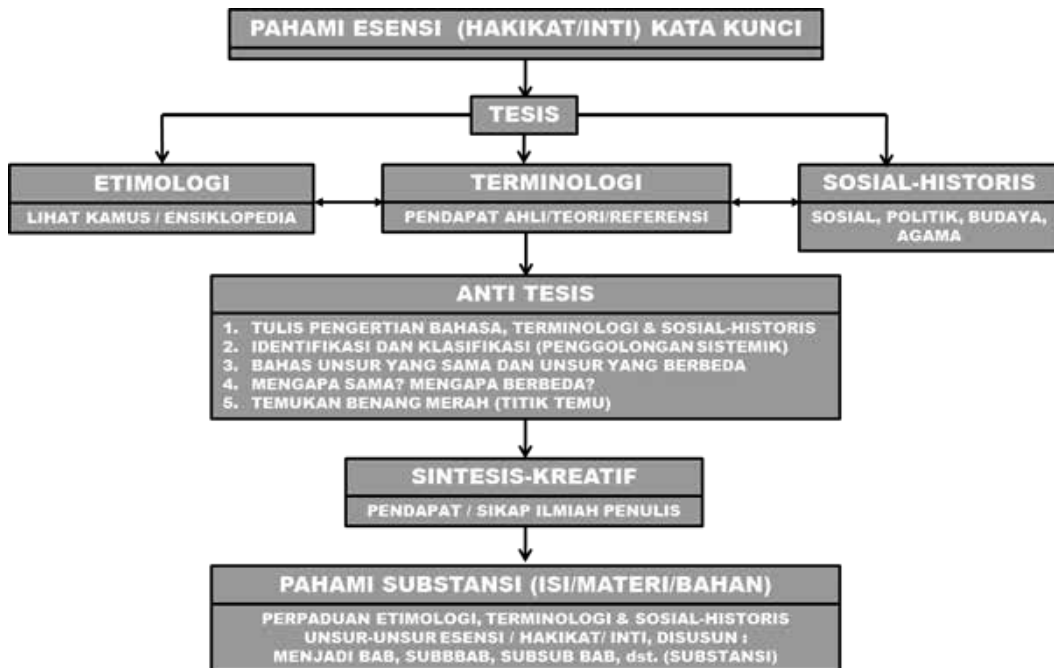 PAHAMI ESENSI (HAKIKAT/INTI) KATA KUNCI
TESIS
ETIMOLOGI
LIHAT KAMUS / ENSIKLOPEDIA
TERMINOLOGI
PENDAPAT AHLI/TEORI/REFERENSI
SOSIAL-HISTORIS
SOSIAL, POLITIK, BUDAYA,
AGAMA
ANTI TESIS
1. TULIS PENGERTIAN BAHASA, TERMINOLOGI & SOSIAL-HISTORIS
2. IDENTIFIKASI DAN KLASIFIKASI (PENGGOLONGAN SISTEMIK)
3. BAHAS UNSUR YANG SAMA DAN UNSUR YANG BERBEDA
4. MENGAPA SAMA? MENGAPA BERBEDA?
5. TEMUKAN BENANG MERAH (TITIK TEMU)
SINTESIS-KREATIF
PENDAPAT / SIKAP ILMIAH PENULIS
PAHAMI SUBSTANSI (ISI/MATERI/BAHAN)
PERPADUAN ETIMOLOGI, TERMINOLOGI & SOSIAL-HISTORIS
UNSUR-UNSUR ESENSI / HAKIKAT/ INTI, DISUSUN :
MENJADI BAB, SUBBBAB, SUBSUB BAB, dst. (SUBSTANSI)